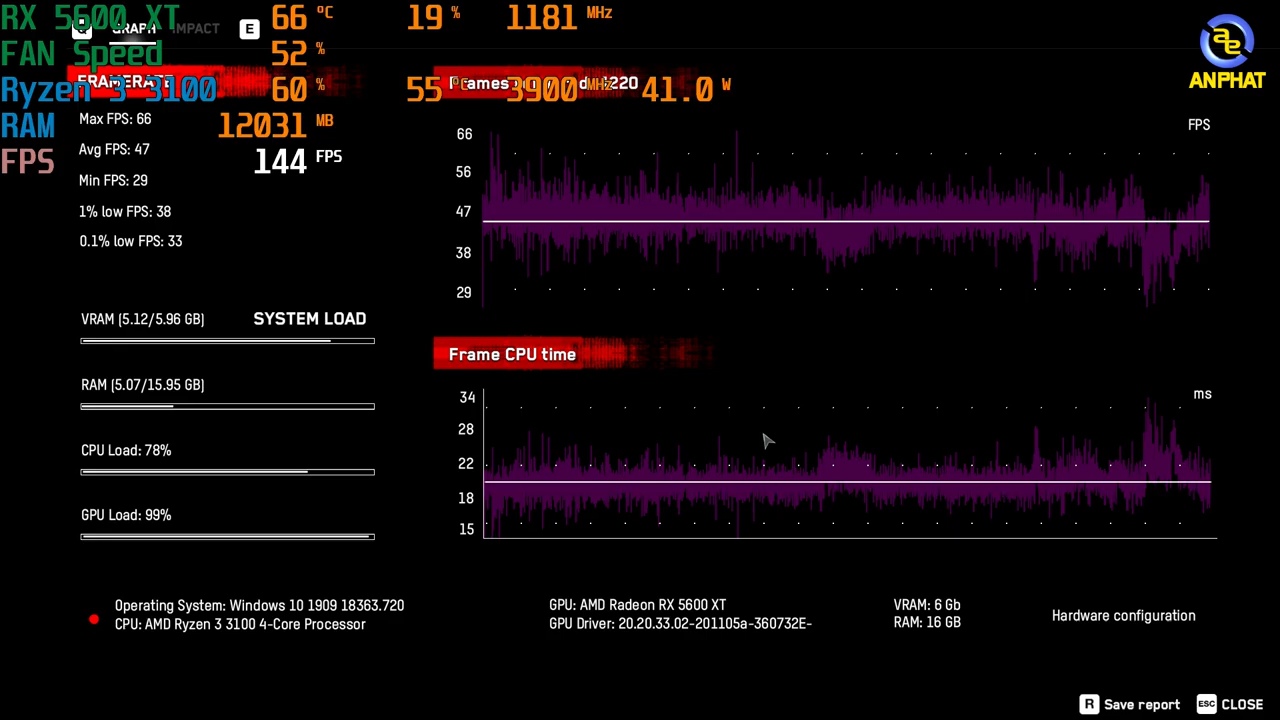 RX 5600 XT 66 °C 19 % 1181 MHz
Q GRAPH IMPACT E
FAN Speed 52 %
FRAMERATE
Ryzen 3 3100 60 % 55 °C 3900 MHz 41.0 W
220
ANPHAT
RAM 12031 MB
FPS 144 FPS
Max FPS: 66
Avg FPS: 47
Min FPS: 29
1% low FPS: 38
0.1% low FPS: 33
FPS
66
56
47
38
29
SYSTEM LOAD
VRAM (5.12/5.96 GB)
RAM (5.07/15.95 GB)
CPU Load: 78%
GPU Load: 99%
Frame CPU time
ms
34
28
22
18
15
Operating System: Windows 10 1909 18363.720
CPU: AMD Ryzen 3 3100 4-Core Processor
GPU: AMD Radeon RX 5600 XT
GPU Driver: 20.20.33.02-201105a-360732E-
VRAM: 6 Gb
RAM: 16 GB
Hardware configuration
R Save report ESC CLOSE